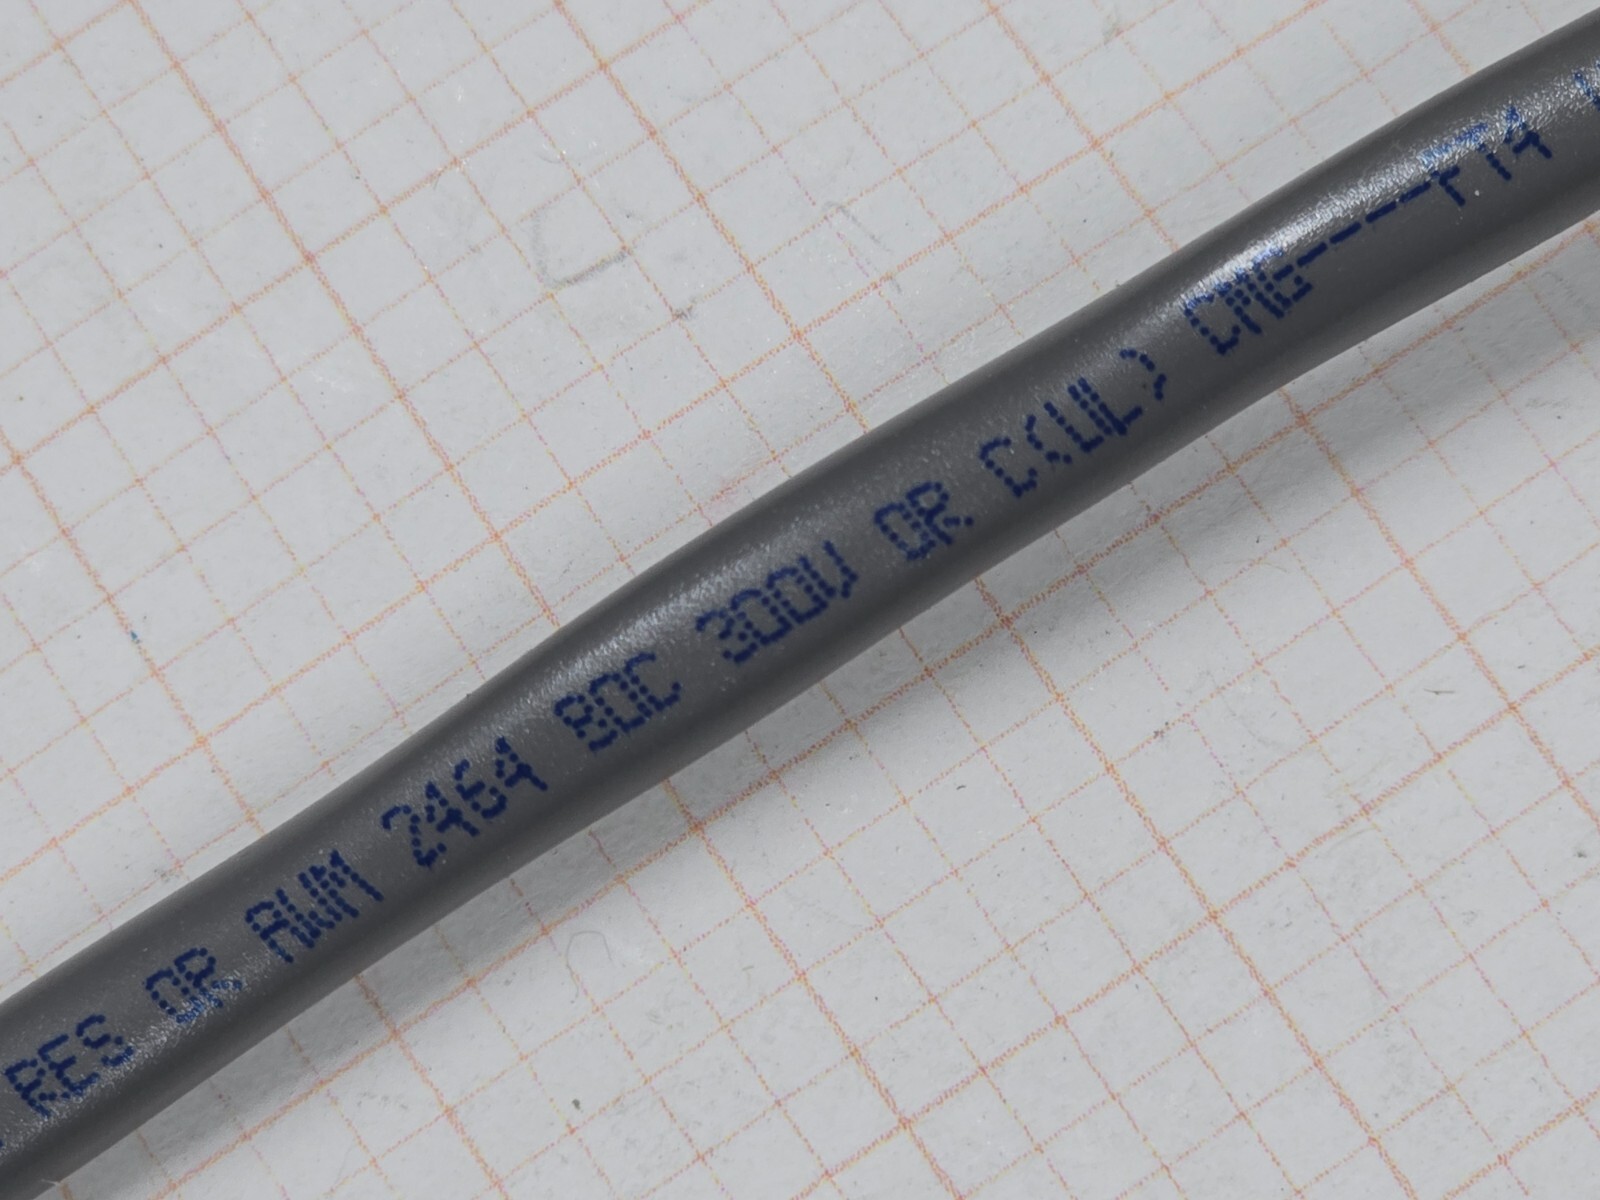 RES OR AWM 2464 80C 300V OR C(UL) CMG----FT4